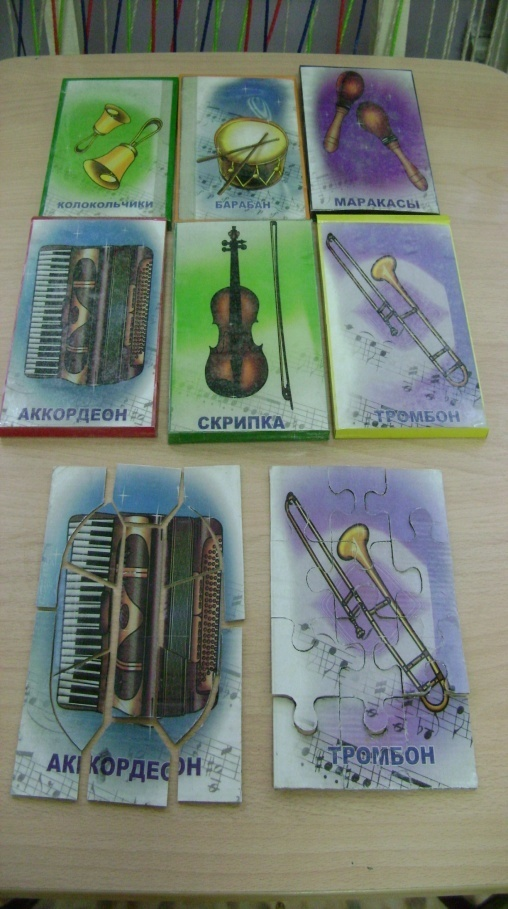 КОЛОКОЛЬЧИКИ
БАРАБАН
МАРАКАСЫ
АККОРДЕОН
СКРИПКА
ТРОМБОН
АККОРДЕОН
ТРОМБОН